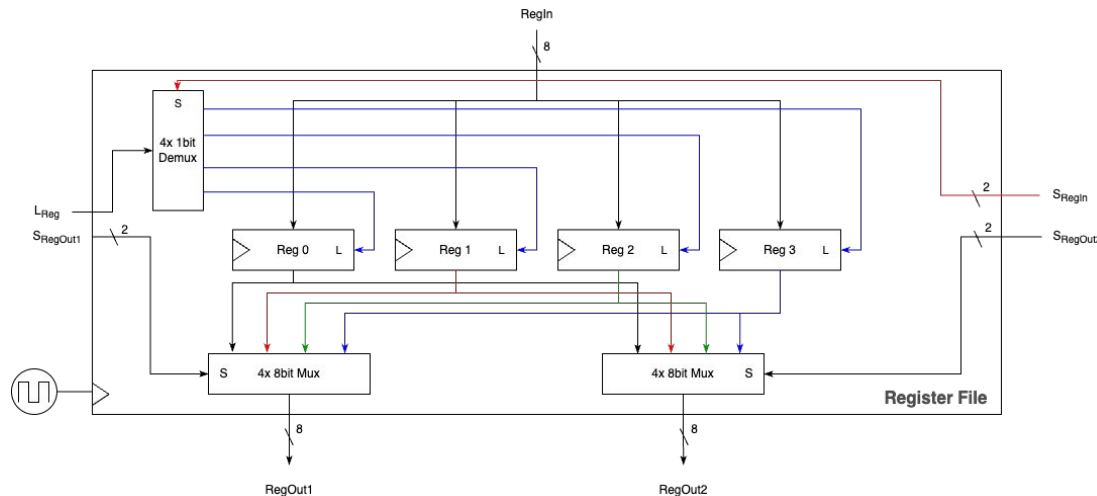 RegIn
8
S
4x 1bit
Demux
2
S_RegIn
L_Reg
S_RegOut1
2
2
S_RegOut2
Reg 0
L
Reg 1
L
Reg 2
L
Reg 3
L
S
4x 8bit Mux
4x 8bit Mux
S
Register File
8
8
RegOut1
RegOut2